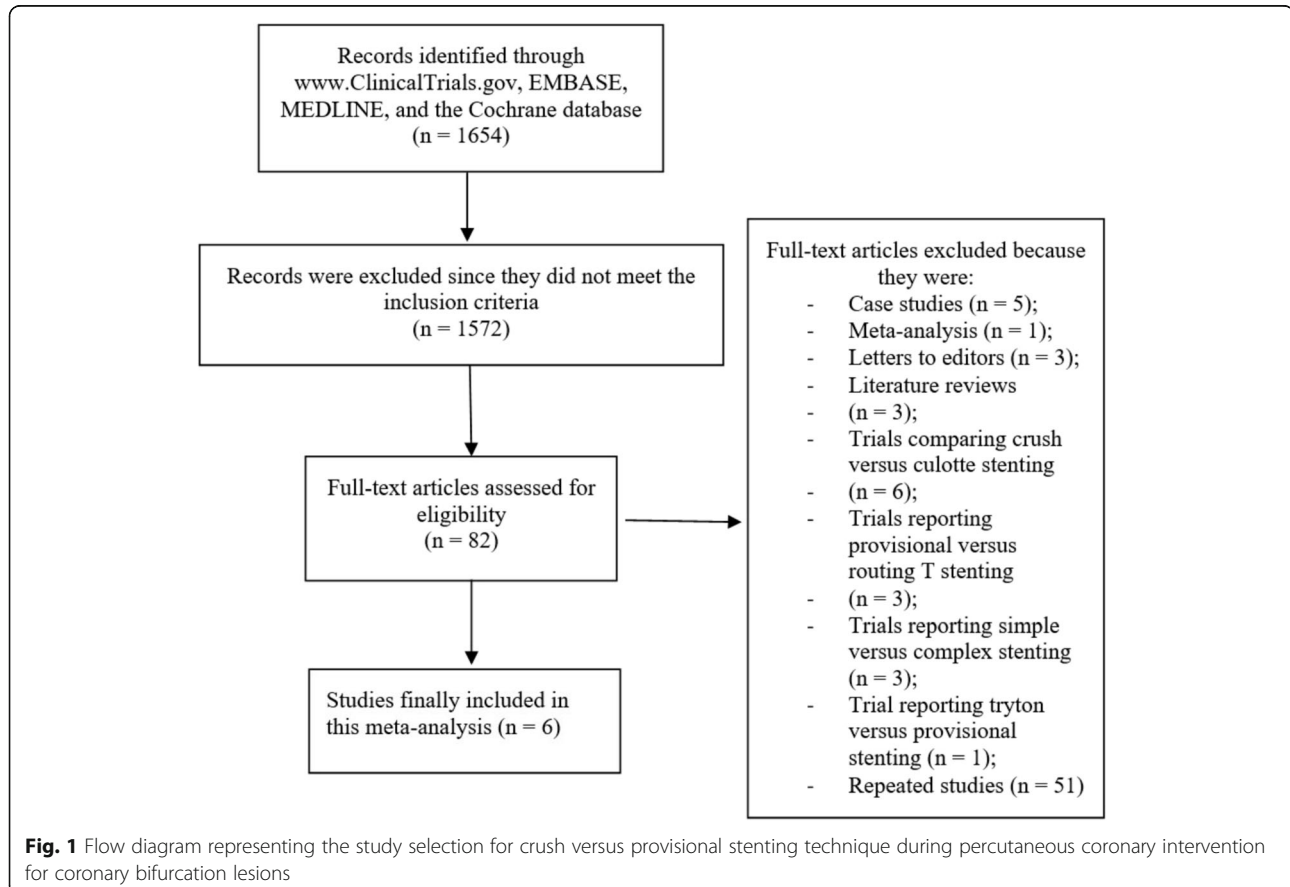 Records identified through
www.ClinicalTrials.gov, EMBASE,
MEDLINE, and the Cochrane database
(n = 1654)
Records were excluded since they did not meet the
inclusion criteria
(n = 1572)
Full-text articles assessed for
eligibility
(n = 82)
Studies finally included in
this meta-analysis (n = 6)
Full-text articles excluded because
they were:
- Case studies (n = 5);
- Meta-analysis (n = 1);
- Letters to editors (n = 3);
- Literature reviews
- (n = 3);
- Trials comparing crush
versus culotte stenting
- (n = 6);
- Trials reporting
provisional versus
routing T stenting
- (n = 3);
- Trials reporting simple
versus complex stenting
(n = 3);
- Trial reporting tryton
versus provisional
stenting (n = 1);
- Repeated studies (n = 51)
Fig. 1 Flow diagram representing the study selection for crush versus provisional stenting technique during percutaneous coronary intervention
for coronary bifurcation lesions